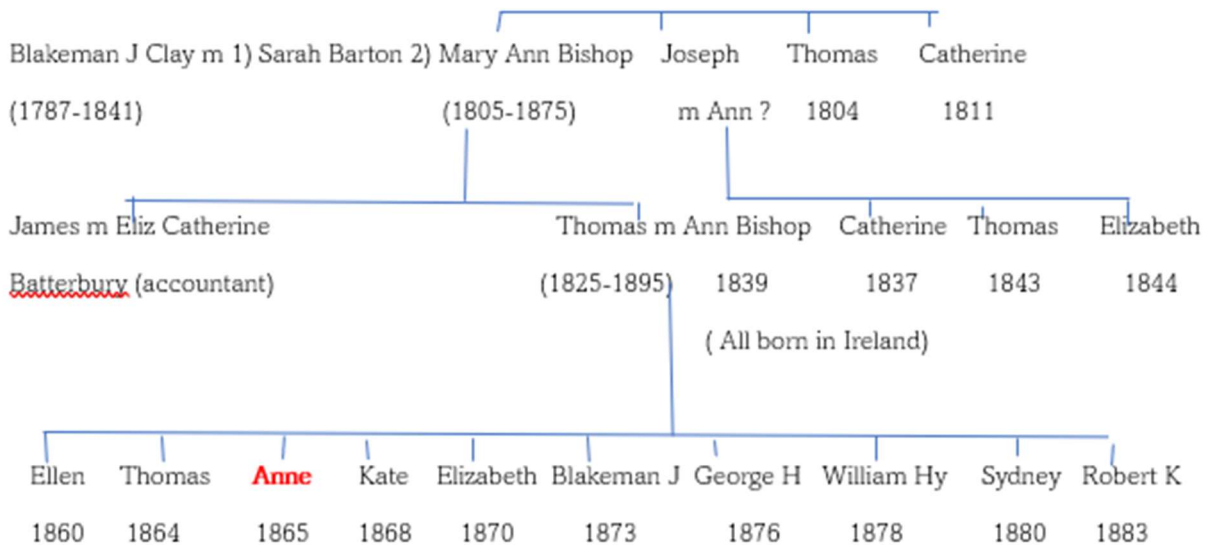 Blakeman J Clay m 1) Sarah Barton 2) Mary Ann Bishop Joseph Thomas Catherine
(1787-1841) (1805-1875) m Ann ? 1804 1811
James m Eliz Catherine Thomas m Ann Bishop Catherine Thomas Elizabeth
Batterbury (accountant) (1825-1895) 1839 1837 1843 1844
( All born in Ireland)
Ellen Thomas Anne Kate Elizabeth Blakeman J George H William Hy Sydney Robert K
1860 1864 1865 1868 1870 1873 1876 1878 1880 1883